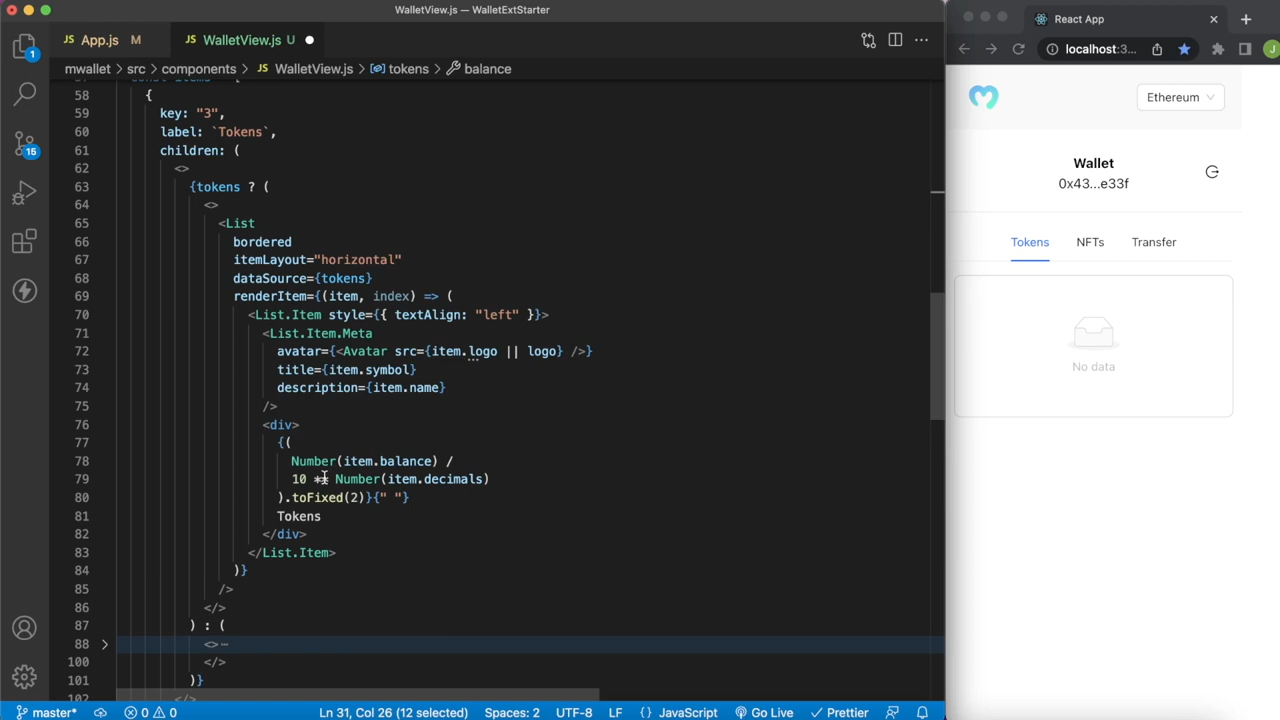 WalletView.js — WalletExtStarter
JS App.js M
JS WalletView.js U
mwallet > src > components > JS WalletView.js > tokens > balance
58 {
59 key: "3",
60 label: `Tokens`,
61 children: (
62 <>
63 {tokens ? (
64 <>
65 <List
66 bordered
67 itemLayout="horizontal"
68 dataSource={tokens}
69 renderItem={(item, index) => (
70 <List.Item style={{ textAlign: "left" }}>
71 <List.Item.Meta
72 avatar={<Avatar src={item.logo || logo} />}
73 title={item.symbol}
74 description={item.name}
75 />
76 <div>
77 {(
78 Number(item.balance) /
79 10 ** Number(item.decimals)
80 ).toFixed(2)}{" "}
81 Tokens
82 </div>
83 </List.Item>
84 )}
85 />
86 </>
87 ) : (
88 <>⋯
100 </>
101 )}
102 </>
1
15
master* 0 0 Ln 31, Col 26 (12 selected) Spaces: 2 UTF-8 LF {} JavaScript Go Live Prettier
React App
localhost:3...
J
Ethereum
Wallet
0x43...e33f
Tokens NFTs Transfer
No data